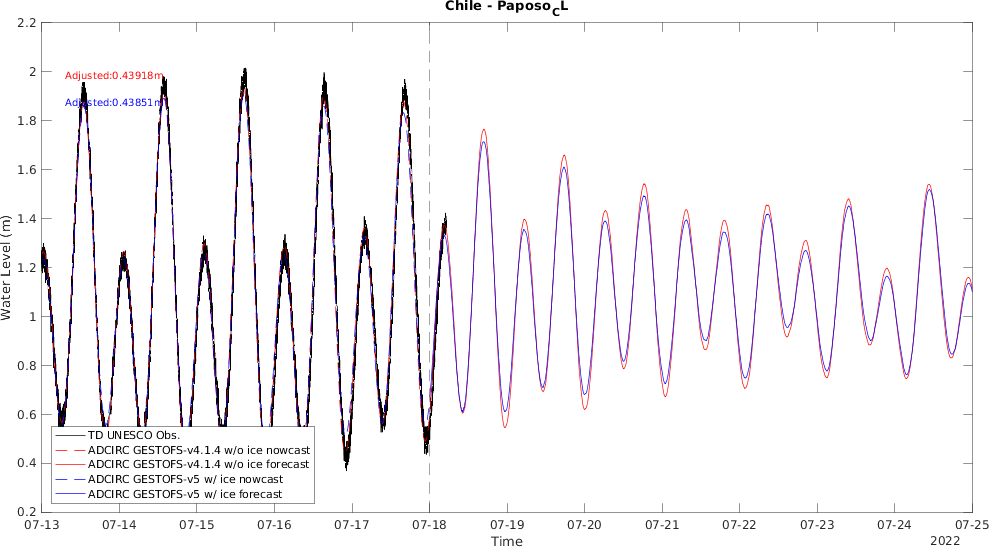 Chile - PaposoCL
Water Level (m)
2.2
2
1.8
1.6
1.4
1.2
1
0.8
0.6
0.4
0.2
Adjusted:0.43918m
Adjusted:0.43851m
TD UNESCO Obs.
ADCIRC GESTOFS-v4.1.4 w/o ice nowcast
ADCIRC GESTOFS-v4.1.4 w/o ice forecast
ADCIRC GESTOFS-v5 w/ ice nowcast
ADCIRC GESTOFS-v5 w/ ice forecast
07-13 07-14 07-15 07-16 07-17 07-18 07-19 07-20 07-21 07-22 07-23 07-24 07-25
Time
2022